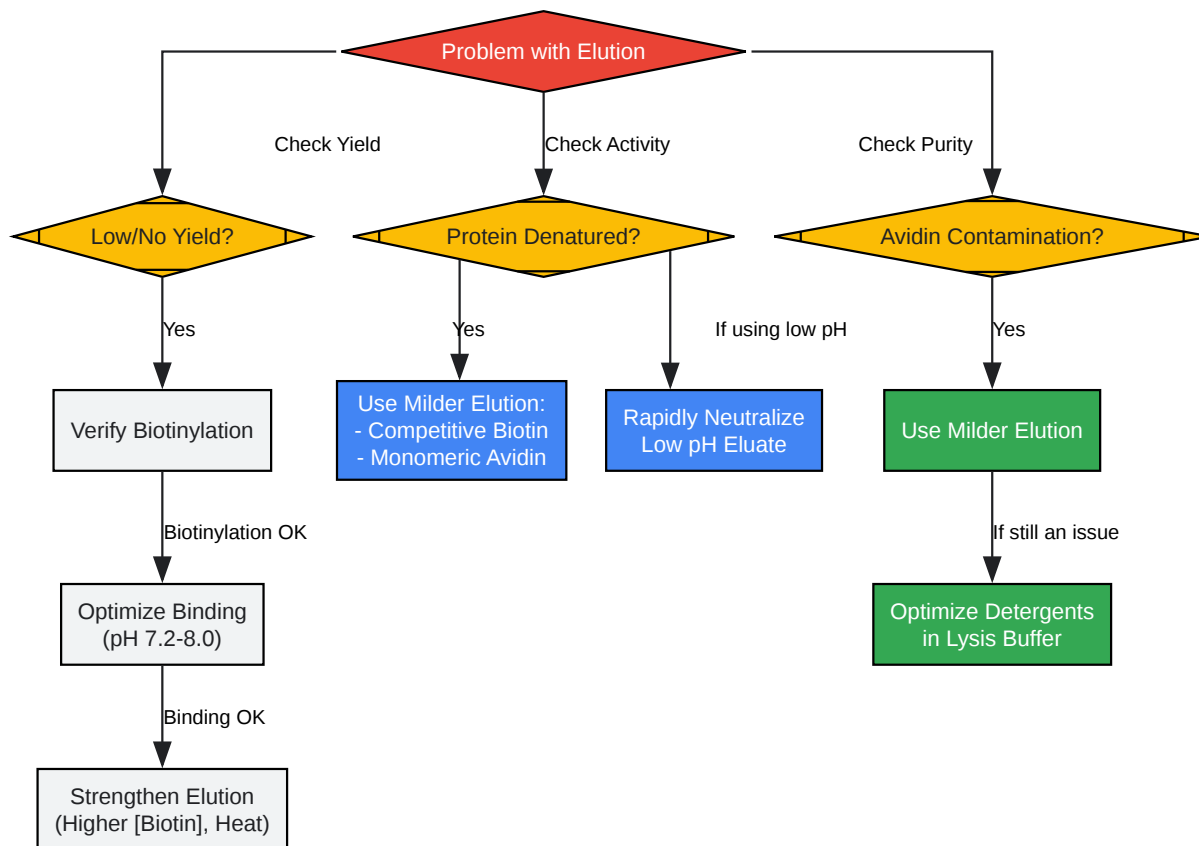 Problem with Elution
Check Yield
Check Activity
Check Purity
Low/No Yield?
Protein Denatured?
Avidin Contamination?
Yes
Yes
If using low pH
Yes
Verify Biotinylation
Use Milder Elution:
- Competitive Biotin
- Monomeric Avidin
Rapidly Neutralize
Low pH Eluate
Use Milder Elution
Biotinylation OK
If still an issue
Optimize Binding
(pH 7.2-8.0)
Optimize Detergents
in Lysis Buffer
Binding OK
Strengthen Elution
(Higher [Biotin], Heat)